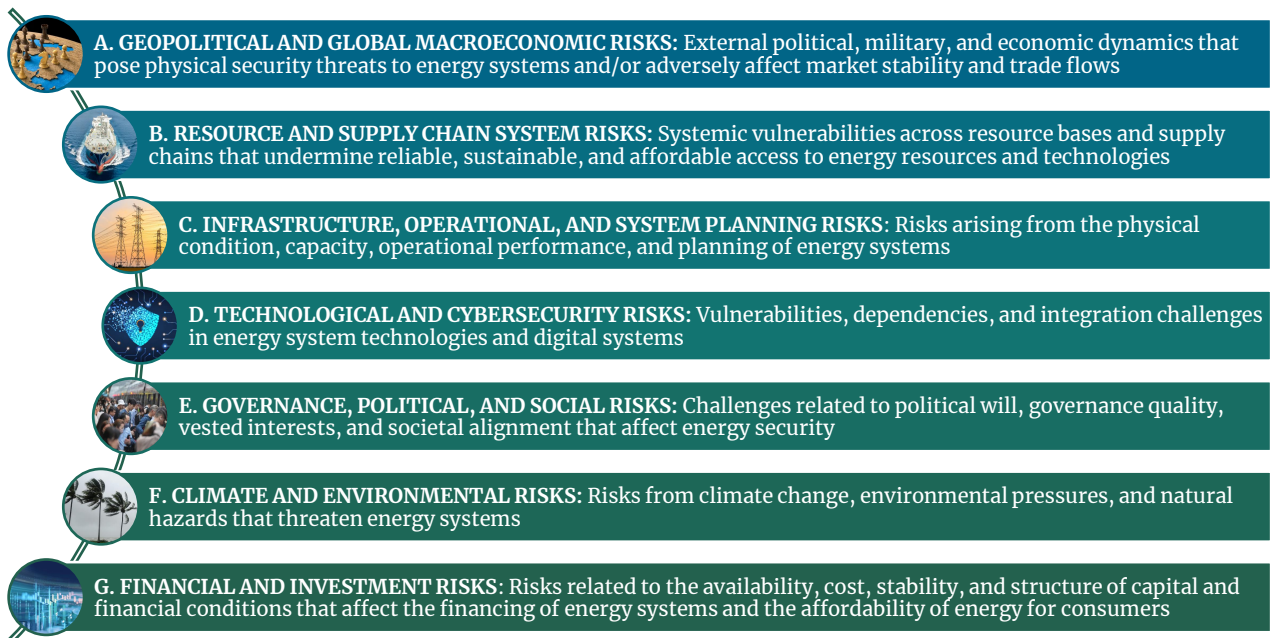 A. GEOPOLITICAL AND GLOBAL MACROECONOMIC RISKS: External political, military, and economic dynamics that
pose physical security threats to energy systems and/or adversely affect market stability and trade flows
B. RESOURCE AND SUPPLY CHAIN SYSTEM RISKS: Systemic vulnerabilities across resource bases and supply
chains that undermine reliable, sustainable, and affordable access to energy resources and technologies
C. INFRASTRUCTURE, OPERATIONAL, AND SYSTEM PLANNING RISKS: Risks arising from the physical
condition, capacity, operational performance, and planning of energy systems
D. TECHNOLOGICAL AND CYBERSECURITY RISKS: Vulnerabilities, dependencies, and integration challenges
in energy system technologies and digital systems
E. GOVERNANCE, POLITICAL, AND SOCIAL RISKS: Challenges related to political will, governance quality,
vested interests, and societal alignment that affect energy security
F. CLIMATE AND ENVIRONMENTAL RISKS: Risks from climate change, environmental pressures, and natural
hazards that threaten energy systems
G. FINANCIAL AND INVESTMENT RISKS: Risks related to the availability, cost, stability, and structure of capital and
financial conditions that affect the financing of energy systems and the affordability of energy for consumers